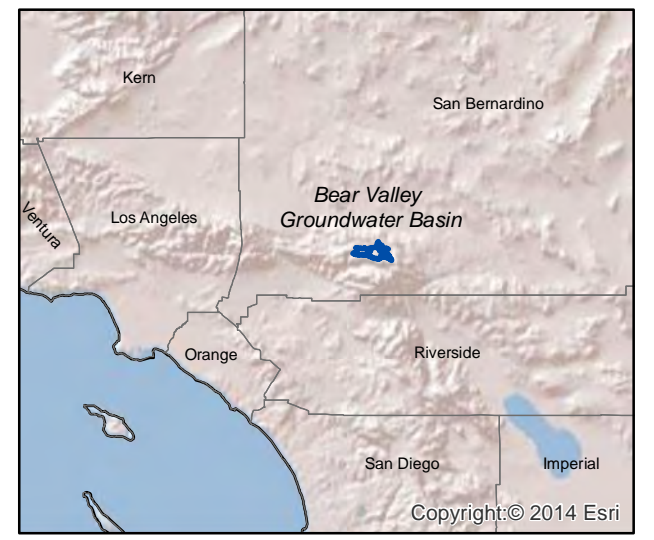 Kern
San Bernardino
Bear Valley
Groundwater Basin
Ventura
Los Angeles
Orange
Riverside
San Diego
Imperial
Copyright:© 2014 Esri